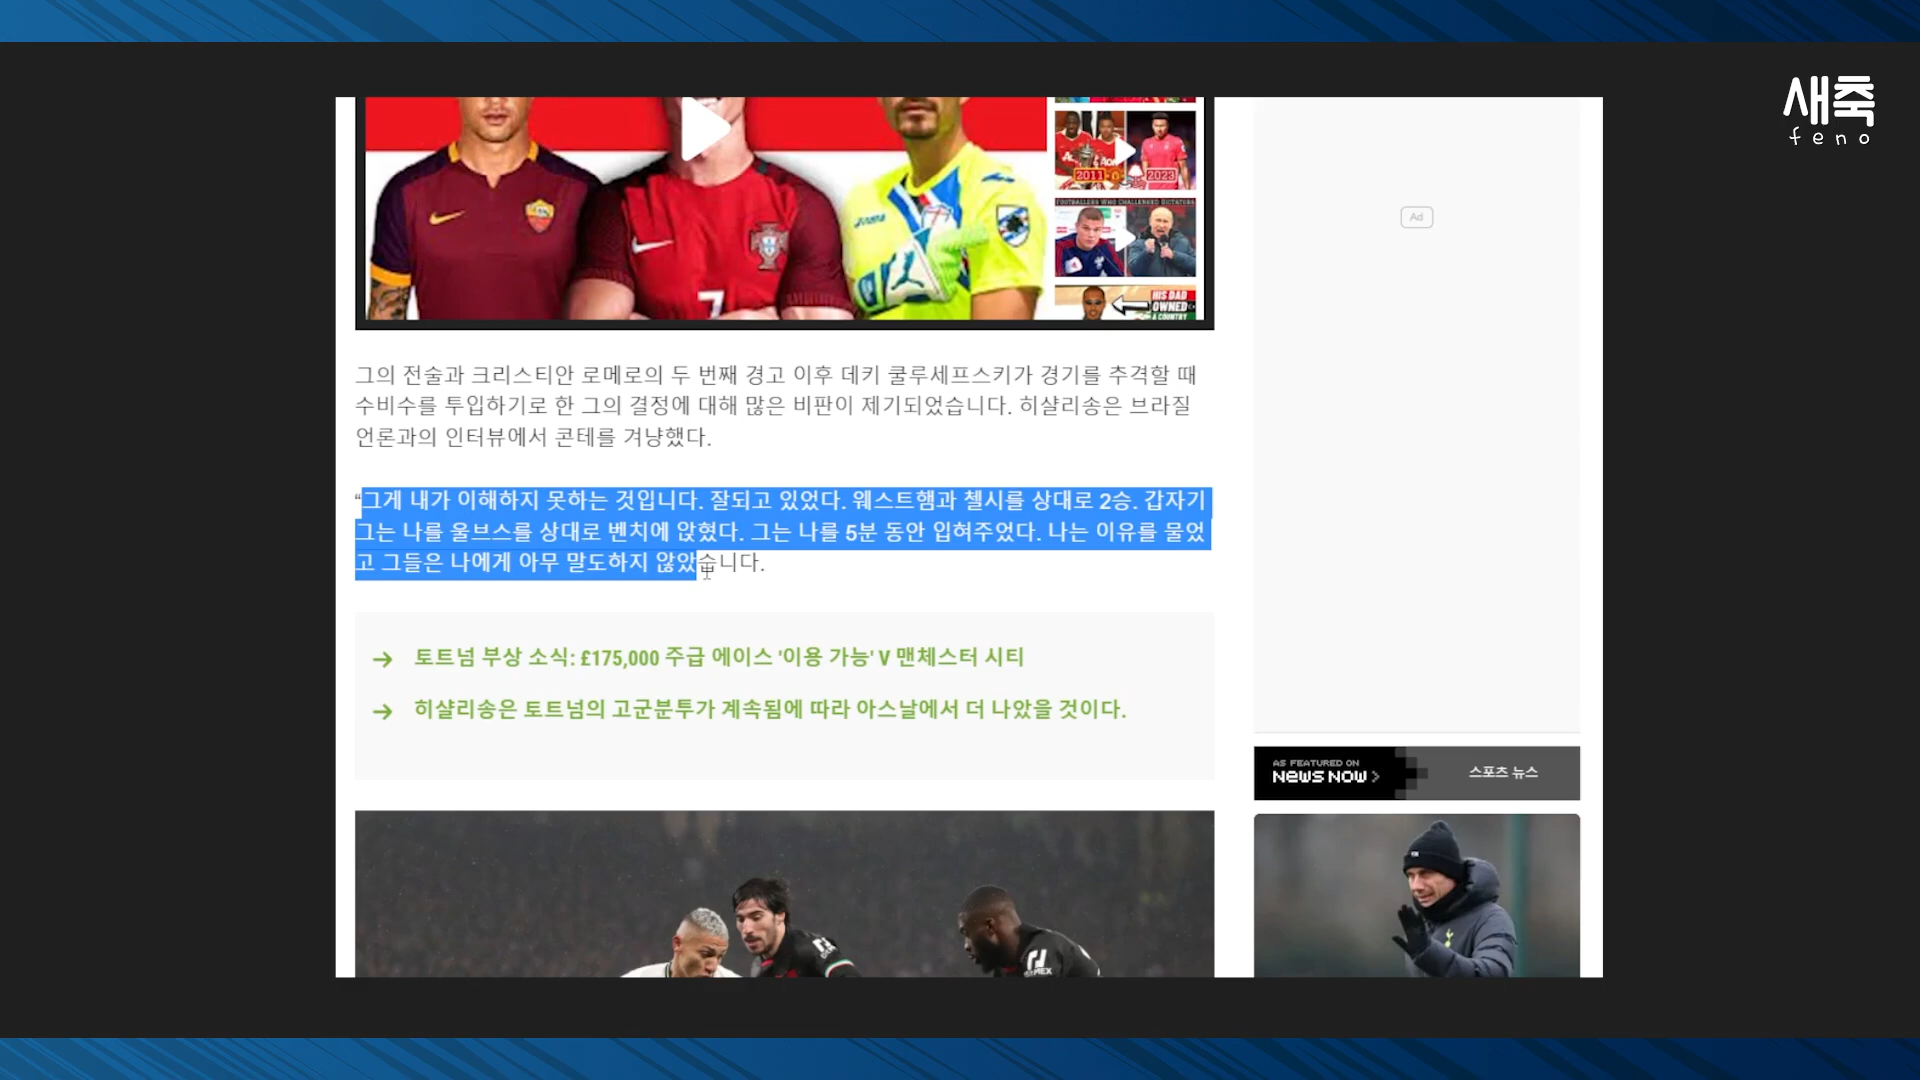 새축
feno
7
2011
2023
FOOTBALLERS WHO CHALLENGED DICTATORS
HIS DAD
OWNED
A COUNTRY
Ad
그의 전술과 크리스티안 로메로의 두 번째 경고 이후 데키 쿨루세프스키가 경기를 추격할 때
수비수를 투입하기로 한 그의 결정에 대해 많은 비판이 제기되었습니다. 히샬리송은 브라질
언론과의 인터뷰에서 콘테를 겨냥했다.
“그게 내가 이해하지 못하는 것입니다. 잘되고 있었다. 웨스트햄과 첼시를 상대로 2승. 갑자기
그는 나를 울브스를 상대로 벤치에 앉혔다. 그는 나를 5분 동안 입혀주었다. 나는 이유를 물었
고 그들은 나에게 아무 말도하지 않았습니다.
→ 토트넘 부상 소식: £175,000 주급 에이스 '이용 가능' V 맨체스터 시티
→ 히샬리송은 토트넘의 고군분투가 계속됨에 따라 아스날에서 더 나았을 것이다.
AS FEATURED ON
NEWS NOW >
스포츠 뉴스